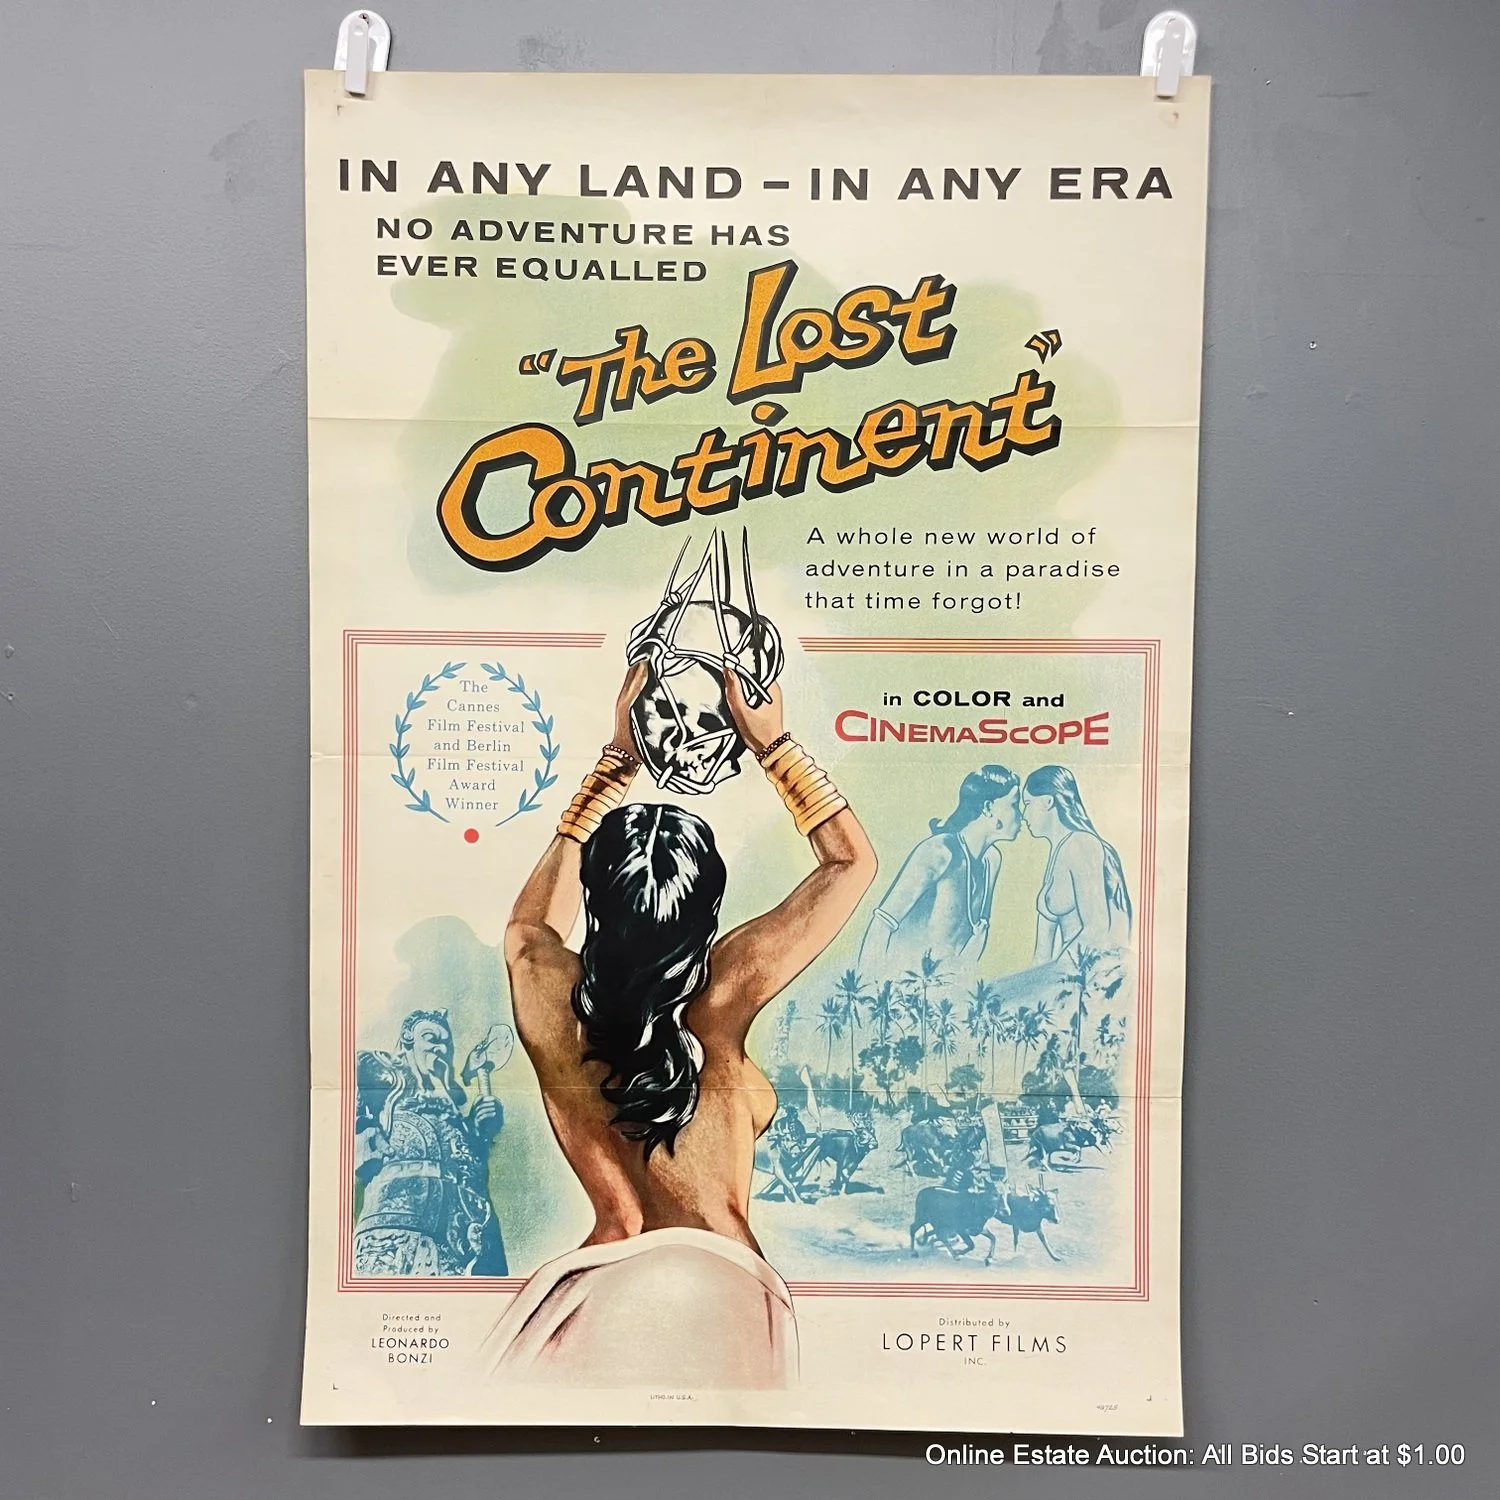 IN ANY LAND – IN ANY ERA
NO ADVENTURE HAS
EVER EQUALLED
"The Lost
Continent"
A whole new world of
adventure in a paradise
that time forgot!
The
Cannes
Film Festival
and Berlin
Film Festival
Award
Winner
in COLOR and
CINEMASCOPE
Directed and
Produced by
LEONARDO
BONZI
Distributed by
LOPERT FILMS
INC.
LITHO. IN U.S.A.
Online Estate Auction: All Bids Start at $1.00